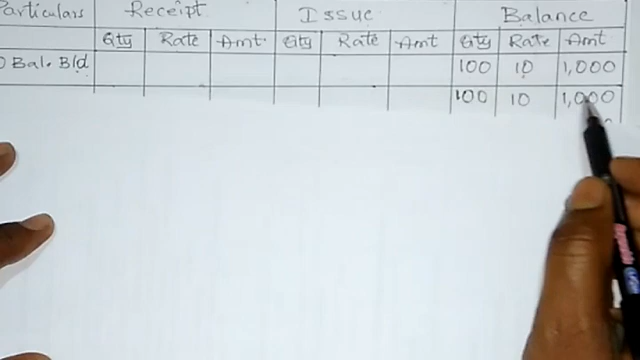 Particulars Receipt Issue Balance
Qty Rate Amt. Qty Rate Amt Qty Rate Amt
Bal. B/d 100 10 1,000
100 10 1,000